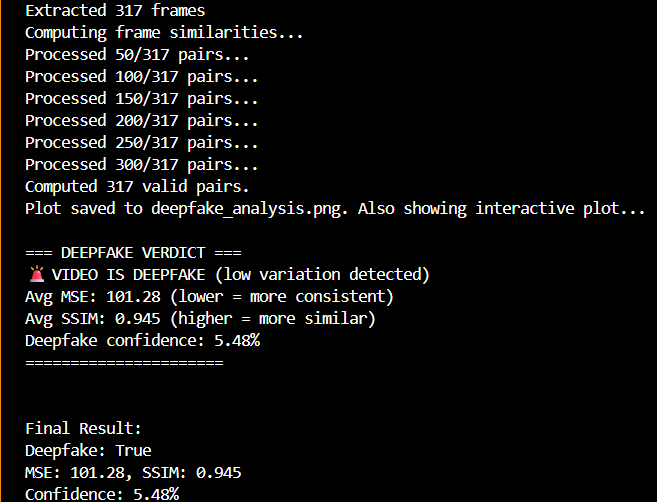 Extracted 317 frames
Computing frame similarities...
Processed 50/317 pairs...
Processed 100/317 pairs...
Processed 150/317 pairs...
Processed 200/317 pairs...
Processed 250/317 pairs...
Processed 300/317 pairs...
Computed 317 valid pairs.
Plot saved to deepfake_analysis.png. Also showing interactive plot...
=== DEEPFAKE VERDICT ===
🚨 VIDEO IS DEEPFAKE (low variation detected)
Avg MSE: 101.28 (lower = more consistent)
Avg SSIM: 0.945 (higher = more similar)
Deepfake confidence: 5.48%
=======================
Final Result:
Deepfake: True
MSE: 101.28, SSIM: 0.945
Confidence: 5.48%